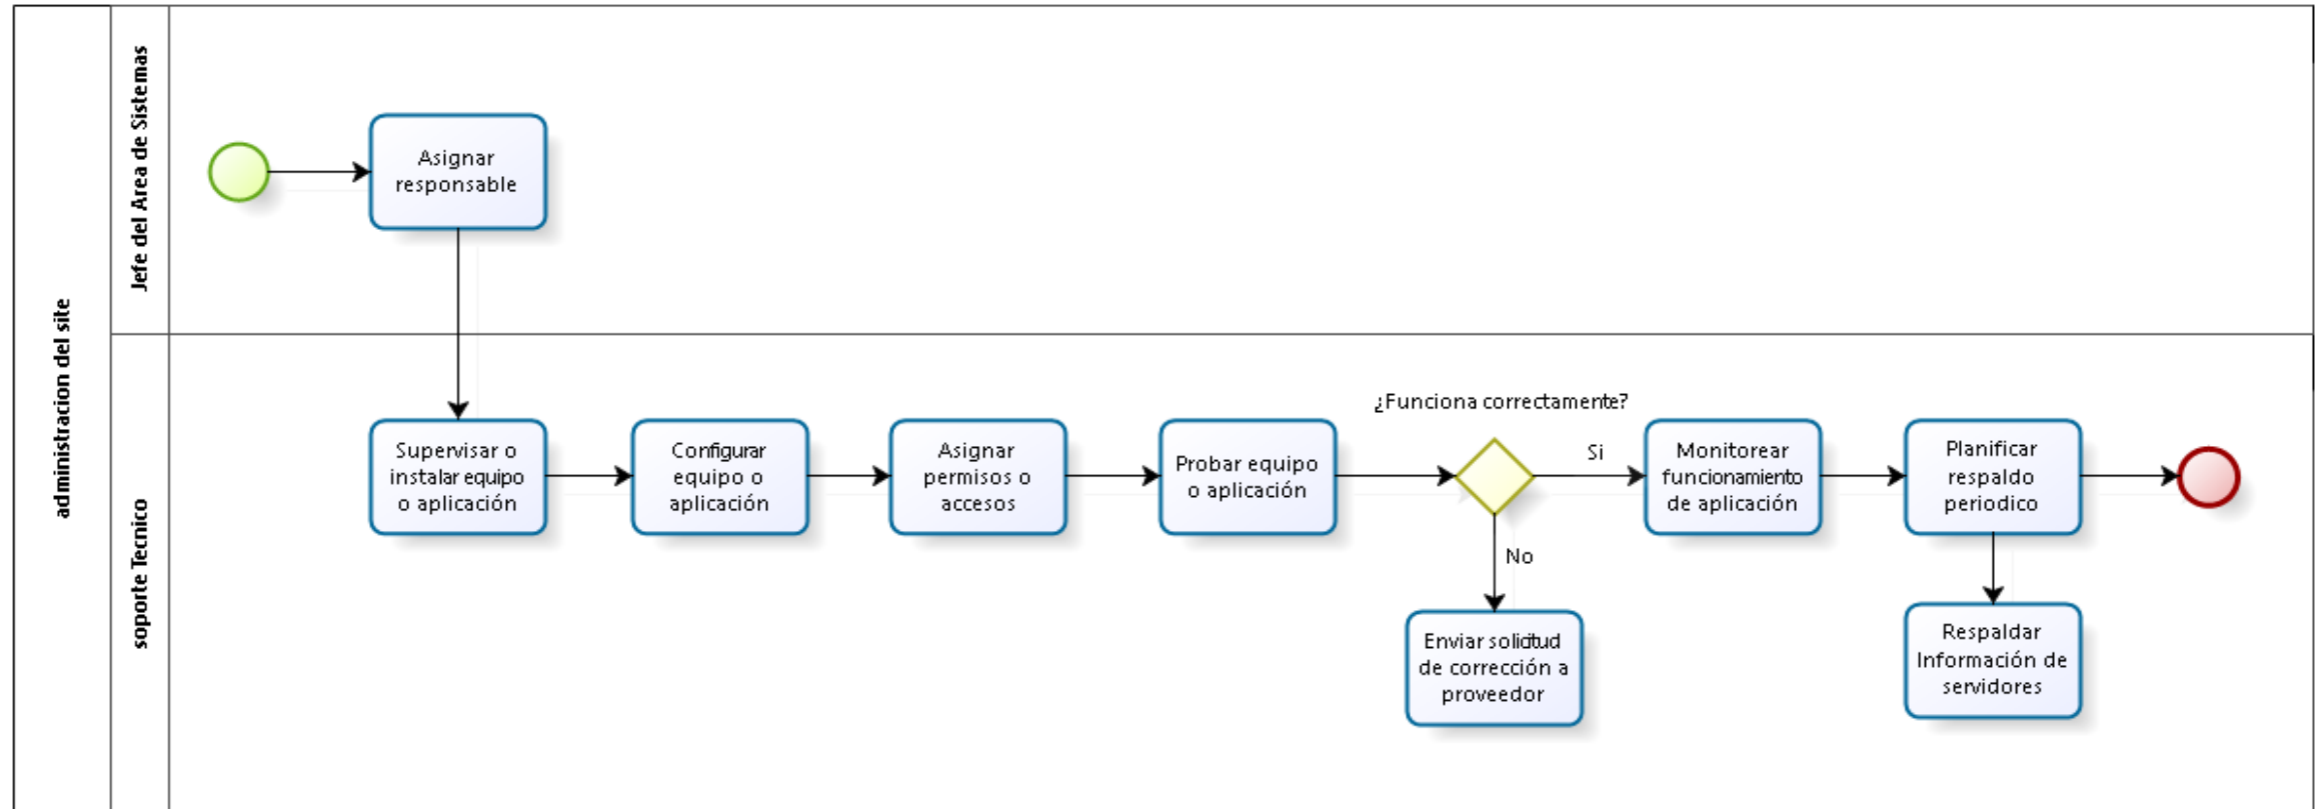 administracion del site
Jefe del Area de Sistemas
Asignar
responsable
soporte Tecnico
Supervisar o
instalar equipo
o aplicación
Configurar
equipo o
aplicación
Asignar
permisos o
accesos
Probar equipo
o aplicación
¿Funciona correctamente?
Si
No
Enviar solicitud
de corrección a
proveedor
Monitorear
funcionamiento
de aplicación
Planificar
respaldo
periodico
Respaldar
Información de
servidores